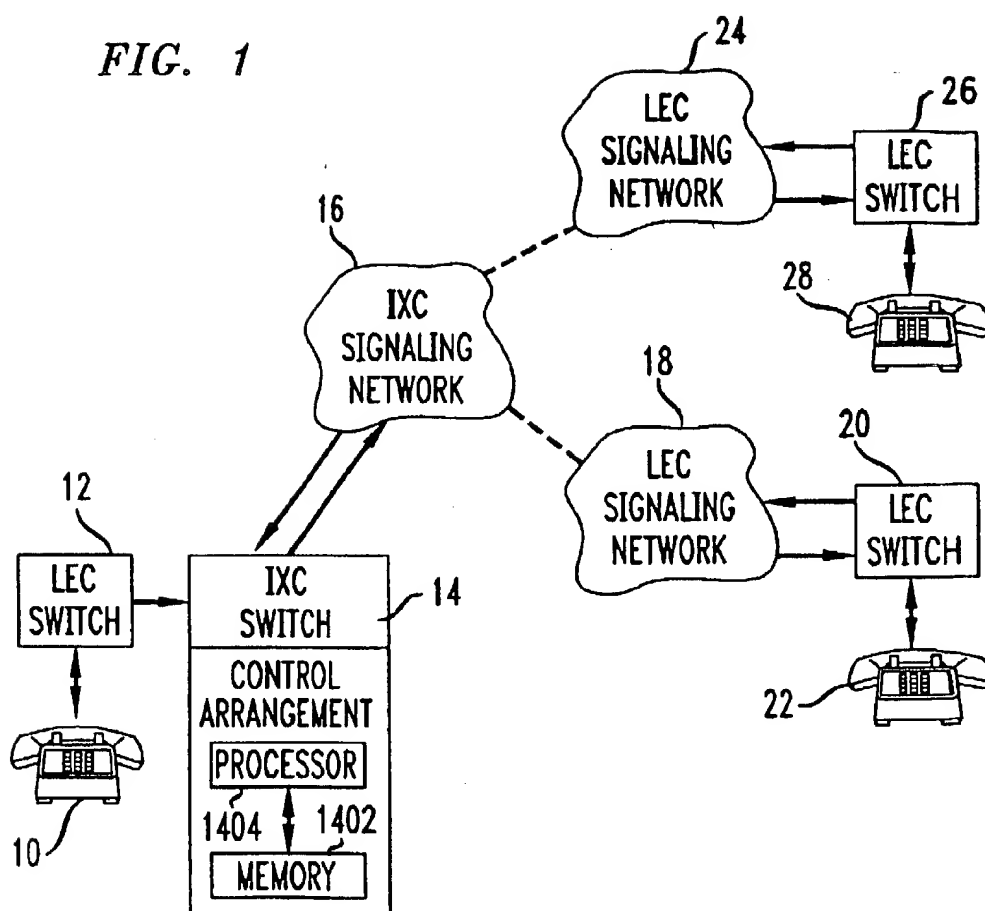 FIG. 1
24
LEC
SIGNALING
NETWORK
26
LEC
SWITCH
28
16
IXC
SIGNALING
NETWORK
18
LEC
SIGNALING
NETWORK
20
LEC
SWITCH
22
12
LEC
SWITCH
10
IXC
SWITCH
14
CONTROL
ARRANGEMENT
PROCESSOR
1404
1402
MEMORY